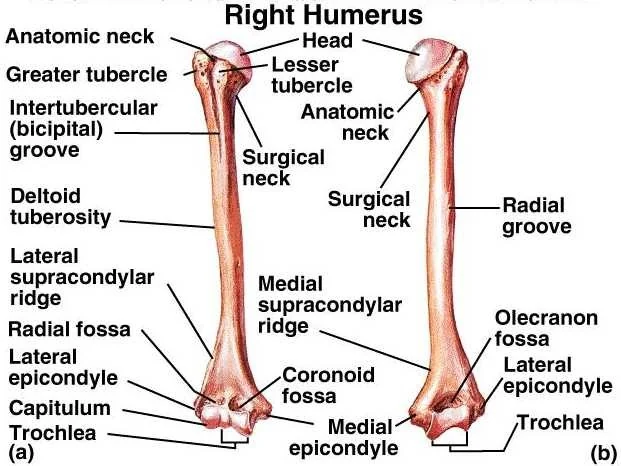 Right Humerus
Anatomic neck
Head
Greater tubercle
Lesser
tubercle
Intertubercular
(bicipital)
groove
Anatomic
neck
Surgical
neck
Deltoid
tuberosity
Surgical
neck
Radial
groove
Lateral
supracondylar
ridge
Medial
supracondylar
ridge
Radial fossa
Olecranon
fossa
Lateral
epicondyle
Coronoid
fossa
Lateral
epicondyle
Capitulum
Trochlea
Medial
epicondyle
Trochlea
(a)
(b)